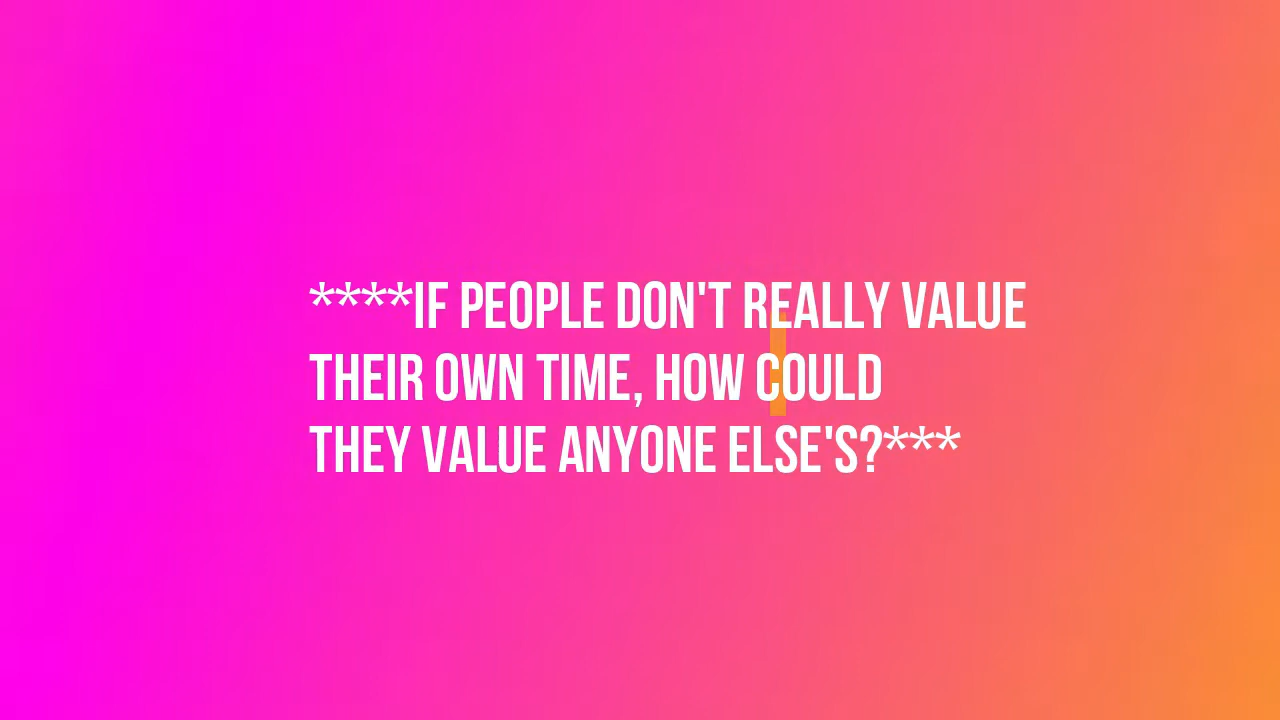 ****IF PEOPLE DON'T REALLY VALUE
THEIR OWN TIME, HOW COULD
THEY VALUE ANYONE ELSE'S?***